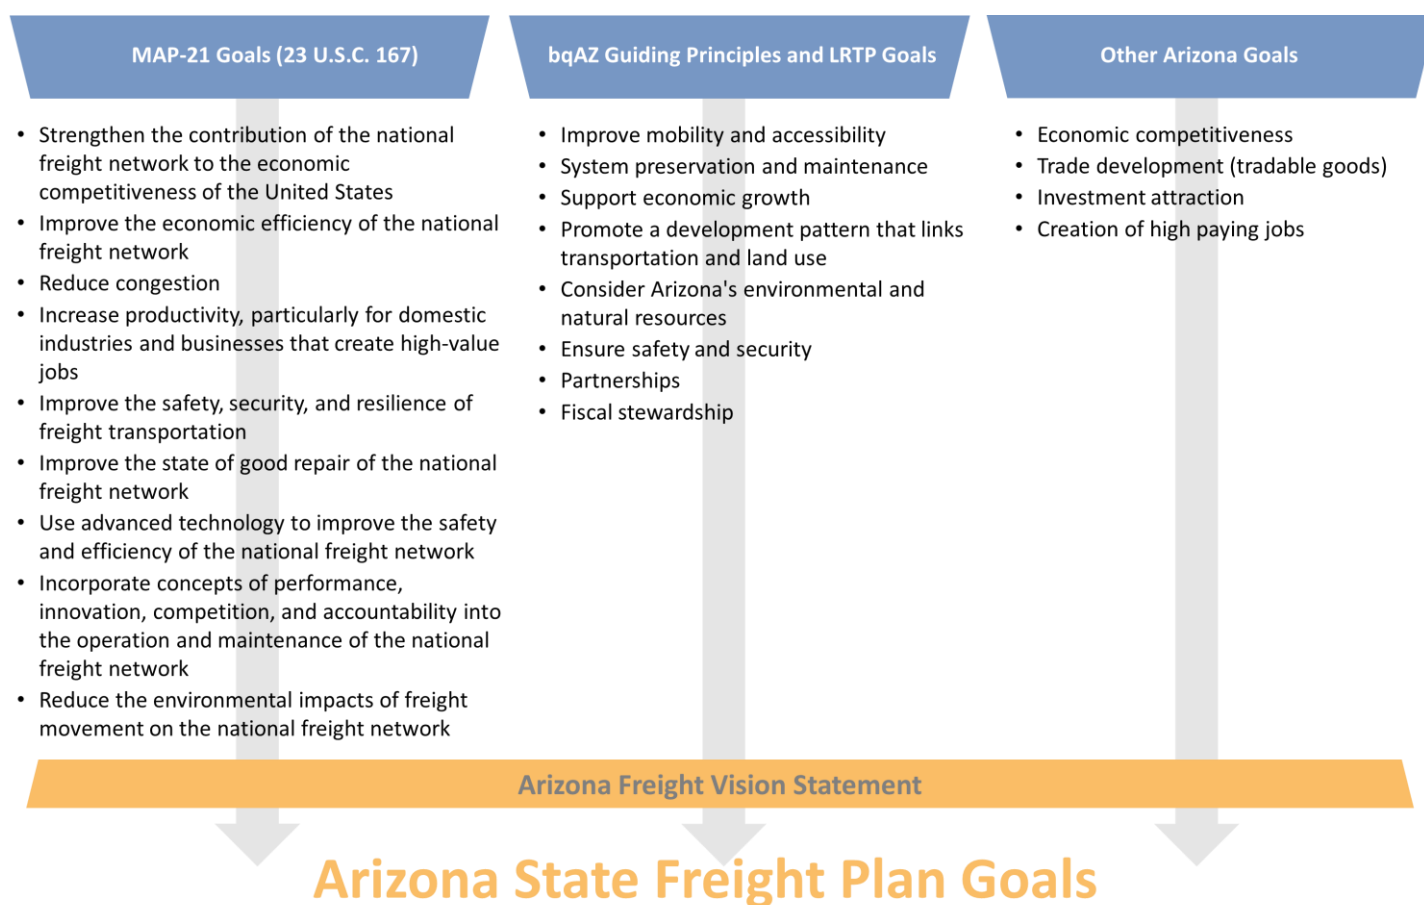 MAP-21 Goals (23 U.S.C. 167)
• Strengthen the contribution of the national
freight network to the economic
competitiveness of the United States
• Improve the economic efficiency of the national
freight network
• Reduce congestion
• Increase productivity, particularly for domestic
industries and businesses that create high-value
jobs
• Improve the safety, security, and resilience of
freight transportation
• Improve the state of good repair of the national
freight network
• Use advanced technology to improve the safety
and efficiency of the national freight network
• Incorporate concepts of performance,
innovation, competition, and accountability into
the operation and maintenance of the national
freight network
• Reduce the environmental impacts of freight
movement on the national freight network
bqAZ Guiding Principles and LRTP Goals
• Improve mobility and accessibility
• System preservation and maintenance
• Support economic growth
• Promote a development pattern that links
transportation and land use
• Consider Arizona's environmental and
natural resources
• Ensure safety and security
• Partnerships
• Fiscal stewardship
Other Arizona Goals
• Economic competitiveness
• Trade development (tradable goods)
• Investment attraction
• Creation of high paying jobs
Arizona Freight Vision Statement
Arizona State Freight Plan Goals